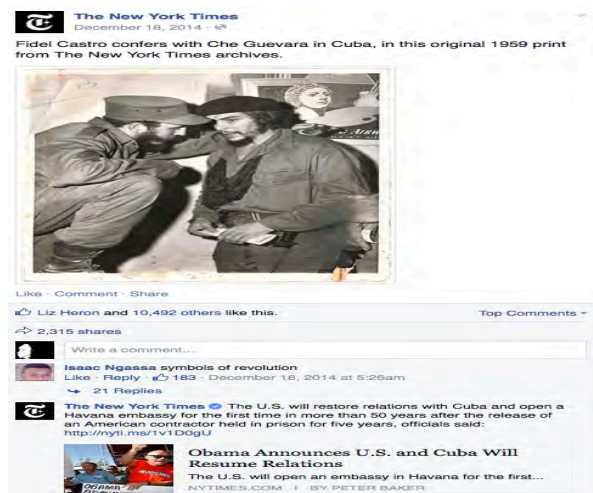 The New York Times
December 18, 2014 ·
Fidel Castro confers with Che Guevara in Cuba, in this original 1959 print
from The New York Times archives.
Like · Comment · Share
Liz Heron and 10,492 others like this.
Top Comments
2,315 shares
Write a comment...
Isaac Ngassa symbols of revolution
Like · Reply · 183 · December 18, 2014 at 5:26am
21 Replies
The New York Times The U.S. will restore relations with Cuba and open a
Havana embassy for the first time in more than 50 years after the release of
an American contractor held in prison for five years, officials said:
http://nyti.ms/1v1D0gU
OBAMA
Obama Announces U.S. and Cuba Will
Resume Relations
The U.S. will open an embassy in Havana for the first...
NYTIMES.COM | BY PETER BAKER